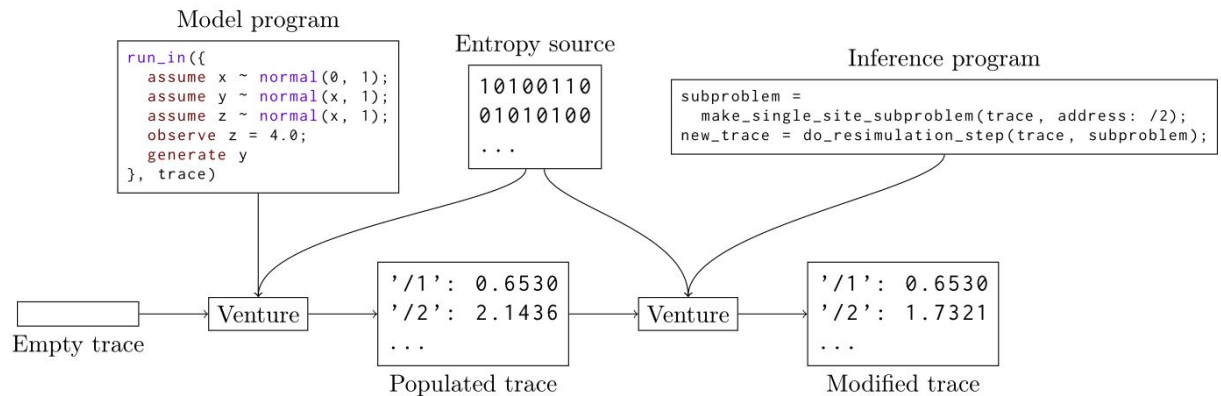 Model program
run_in({
  assume x ~ normal(0, 1);
  assume y ~ normal(x, 1);
  assume z ~ normal(x, 1);
  observe z = 4.0;
  generate y
}, trace)
Entropy source
10100110
01010100
...
Inference program
subproblem =
  make_single_site_subproblem(trace, address: /2);
new_trace = do_resimulation_step(trace, subproblem);
Empty trace
Venture
'/1': 0.6530
'/2': 2.1436
...
Populated trace
Venture
'/1': 0.6530
'/2': 1.7321
...
Modified trace